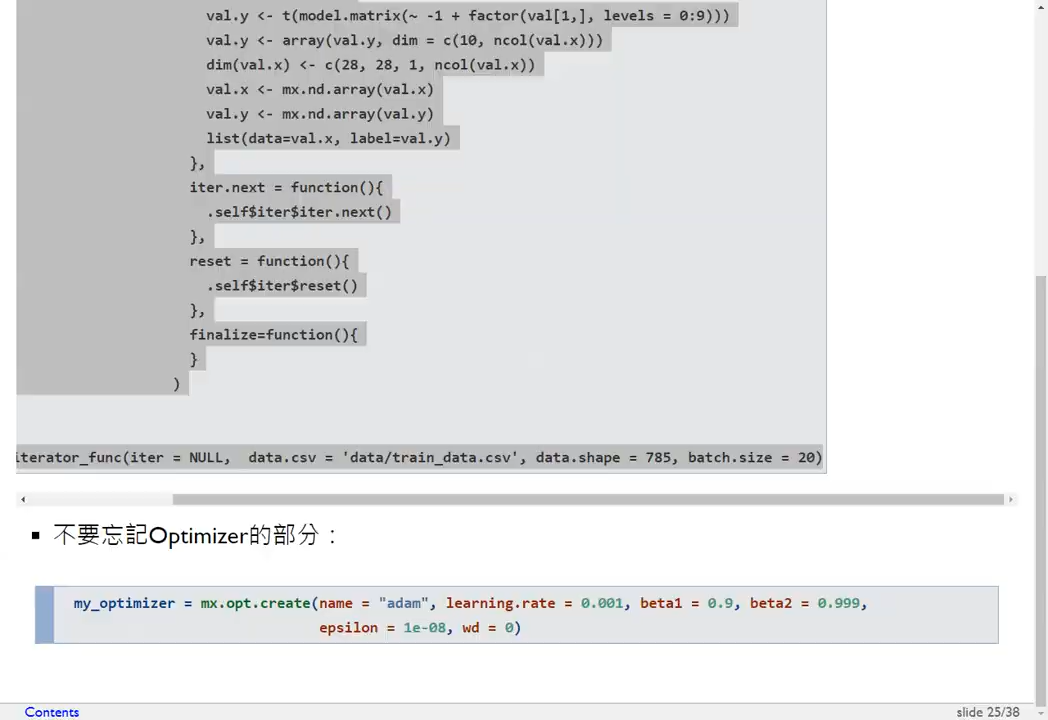 val.y <- t(model.matrix(~ -1 + factor(val[1,], levels = 0:9)))
val.y <- array(val.y, dim = c(10, ncol(val.x)))
dim(val.x) <- c(28, 28, 1, ncol(val.x))
val.x <- mx.nd.array(val.x)
val.y <- mx.nd.array(val.y)
list(data=val.x, label=val.y)
},
iter.next = function(){
.self$iter$iter.next()
},
reset = function(){
.self$iter$reset()
},
finalize=function(){
}
)
iterator_func(iter = NULL,  data.csv = 'data/train_data.csv', data.shape = 785, batch.size = 20)
▪ 不要忘記Optimizer的部分：
my_optimizer = mx.opt.create(name = "adam", learning.rate = 0.001, beta1 = 0.9, beta2 = 0.999,
epsilon = 1e-08, wd = 0)
Contents
slide 25/38